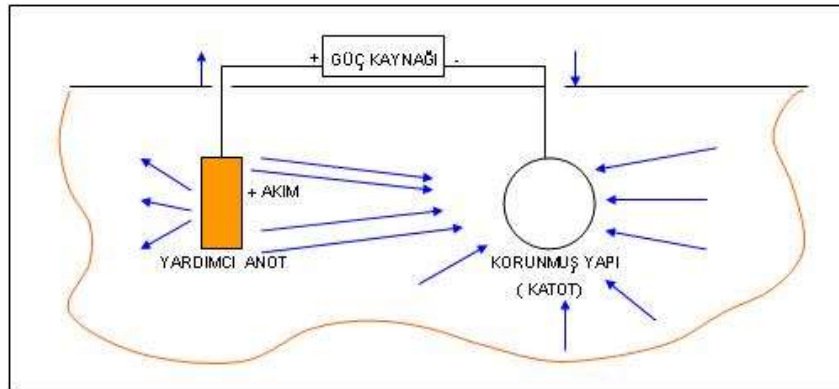 + GÜÇ KAYNAĞI -
+ AKIM
YARDIMCI ANOT
KORUNMUŞ YAPI
( KATOT)